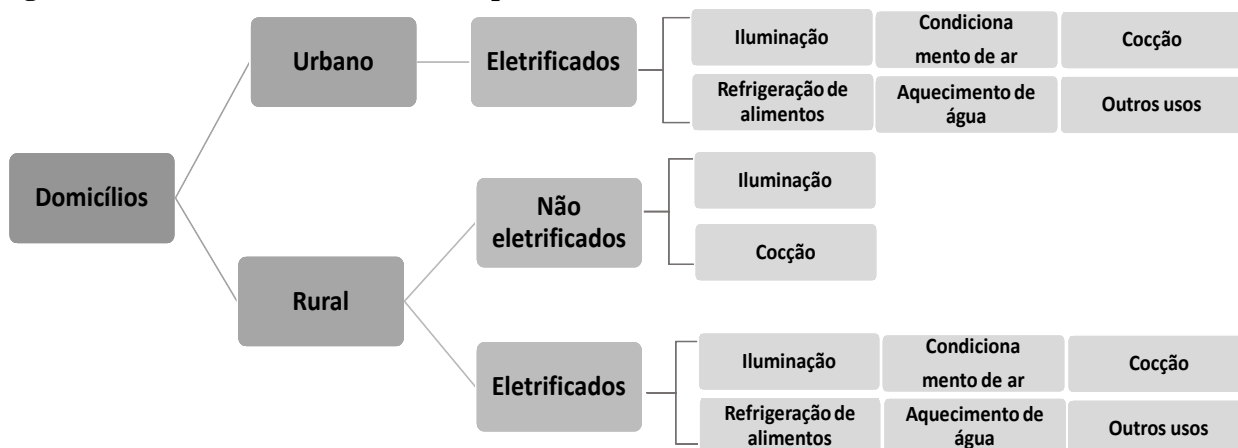 Domicílios
Urbano
Eletrificados
Iluminação
Condiciona
mento de ar
Cocção
Refrigeração de
alimentos
Aquecimento de
água
Outros usos
Rural
Não
eletrificados
Iluminação
Cocção
Eletrificados
Iluminação
Condiciona
mento de ar
Cocção
Refrigeração de
alimentos
Aquecimento de
água
Outros usos